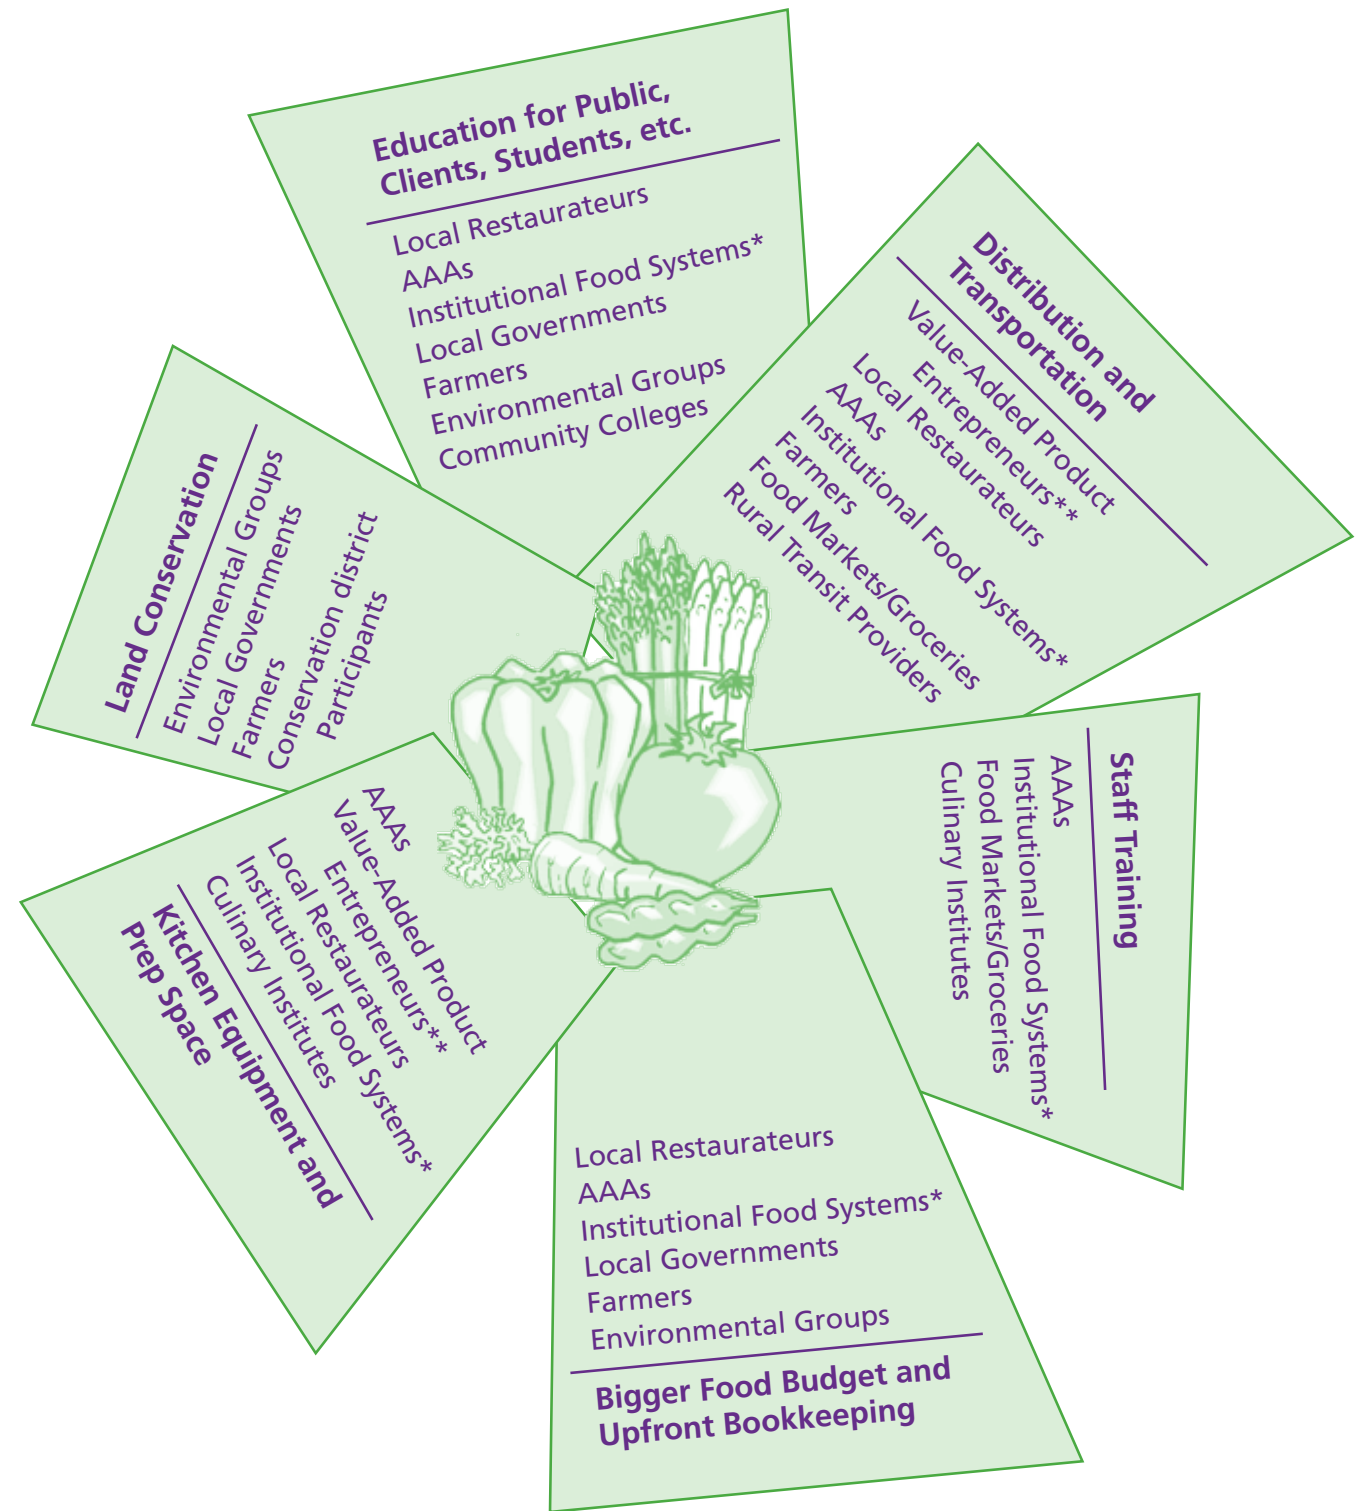 Education for Public,
Clients, Students, etc.
Local Restaurateurs
AAAs
Institutional Food Systems*
Local Governments
Farmers
Environmental Groups
Community Colleges
Distribution and
Transportation
Value-Added Product
Entrepreneurs**
Local Restaurateurs
AAAs
Institutional Food Systems*
Farmers
Food Markets/Groceries
Rural Transit Providers
Staff Training
AAAs
Institutional Food Systems*
Food Markets/Groceries
Culinary Institutes
Local Restaurateurs
AAAs
Institutional Food Systems*
Local Governments
Farmers
Environmental Groups
Bigger Food Budget and
Upfront Bookkeeping
AAAs
Value-Added Product
Entrepreneurs**
Local Restaurateurs
Institutional Food Systems*
Culinary Institutes
Kitchen Equipment and
Prep Space
Land Conservation
Environmental Groups
Local Governments
Farmers
Conservation district
Participants